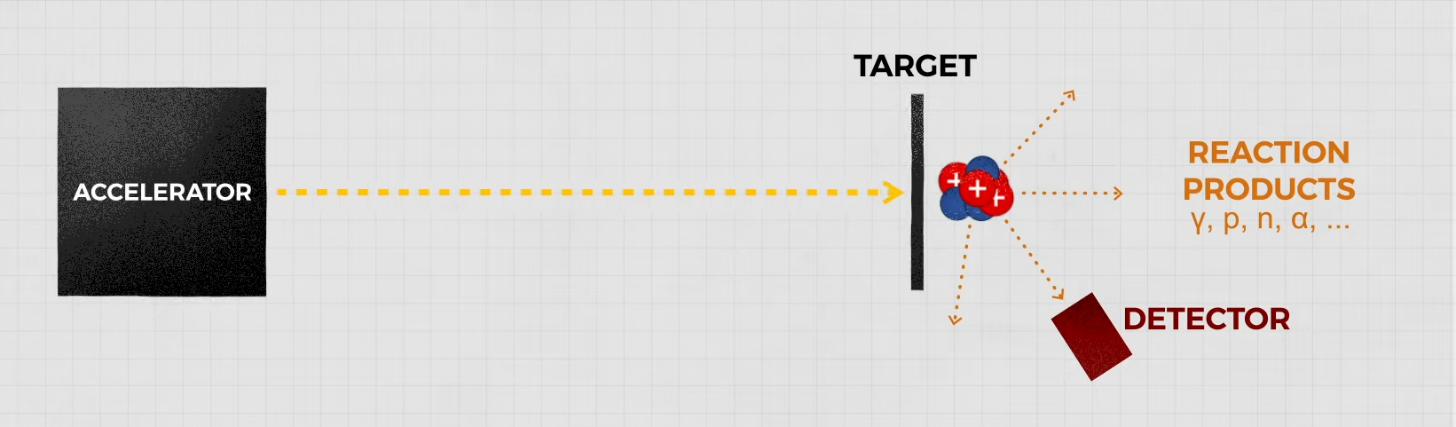 TARGET
ACCELERATOR
+
+
+
REACTION
PRODUCTS
γ, p, n, α, ...
DETECTOR